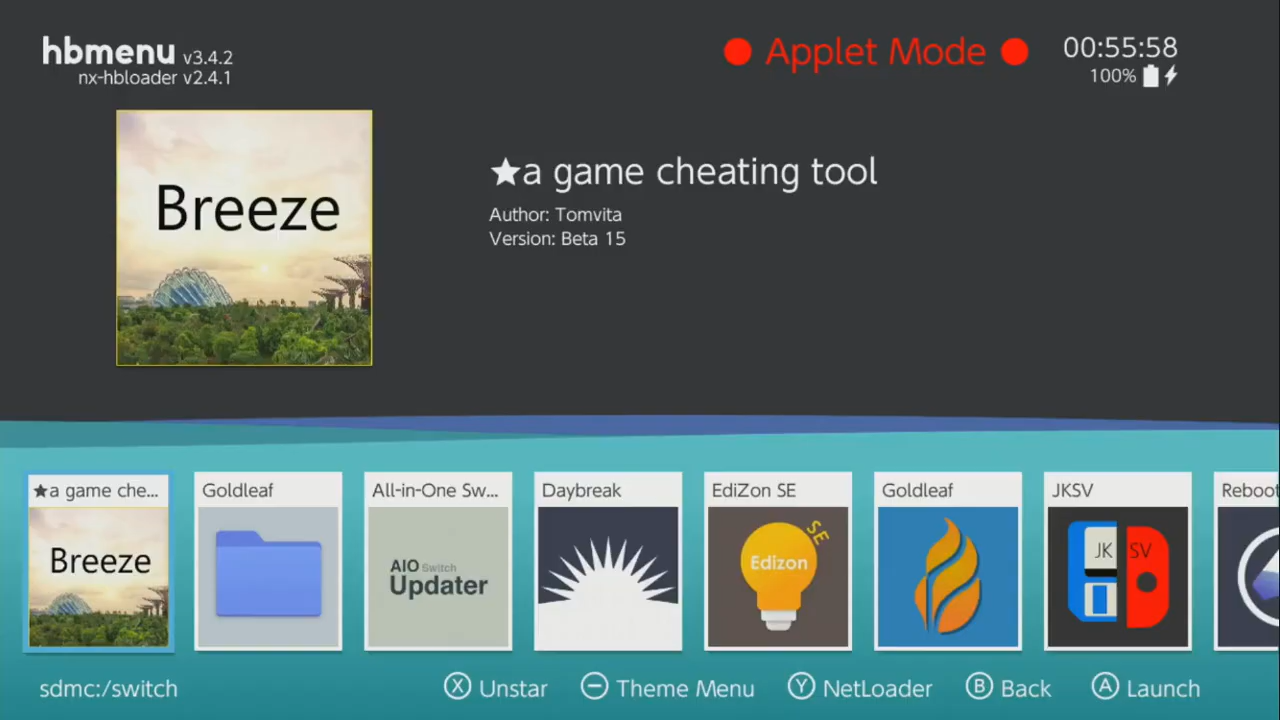 hbmenu v3.4.2
nx-hbloader v2.4.1
Applet Mode
00:55:58
100%
Breeze
★a game cheating tool
Author: Tomvita
Version: Beta 15
★a game che...
Goldleaf
All-in-One Sw...
Daybreak
EdiZon SE
Goldleaf
JKSV
Reboot
Breeze
AIO Switch
Updater
Edizon
SE
JK SV
sdmc:/switch
X Unstar
Theme Menu
Y NetLoader
B Back
A Launch